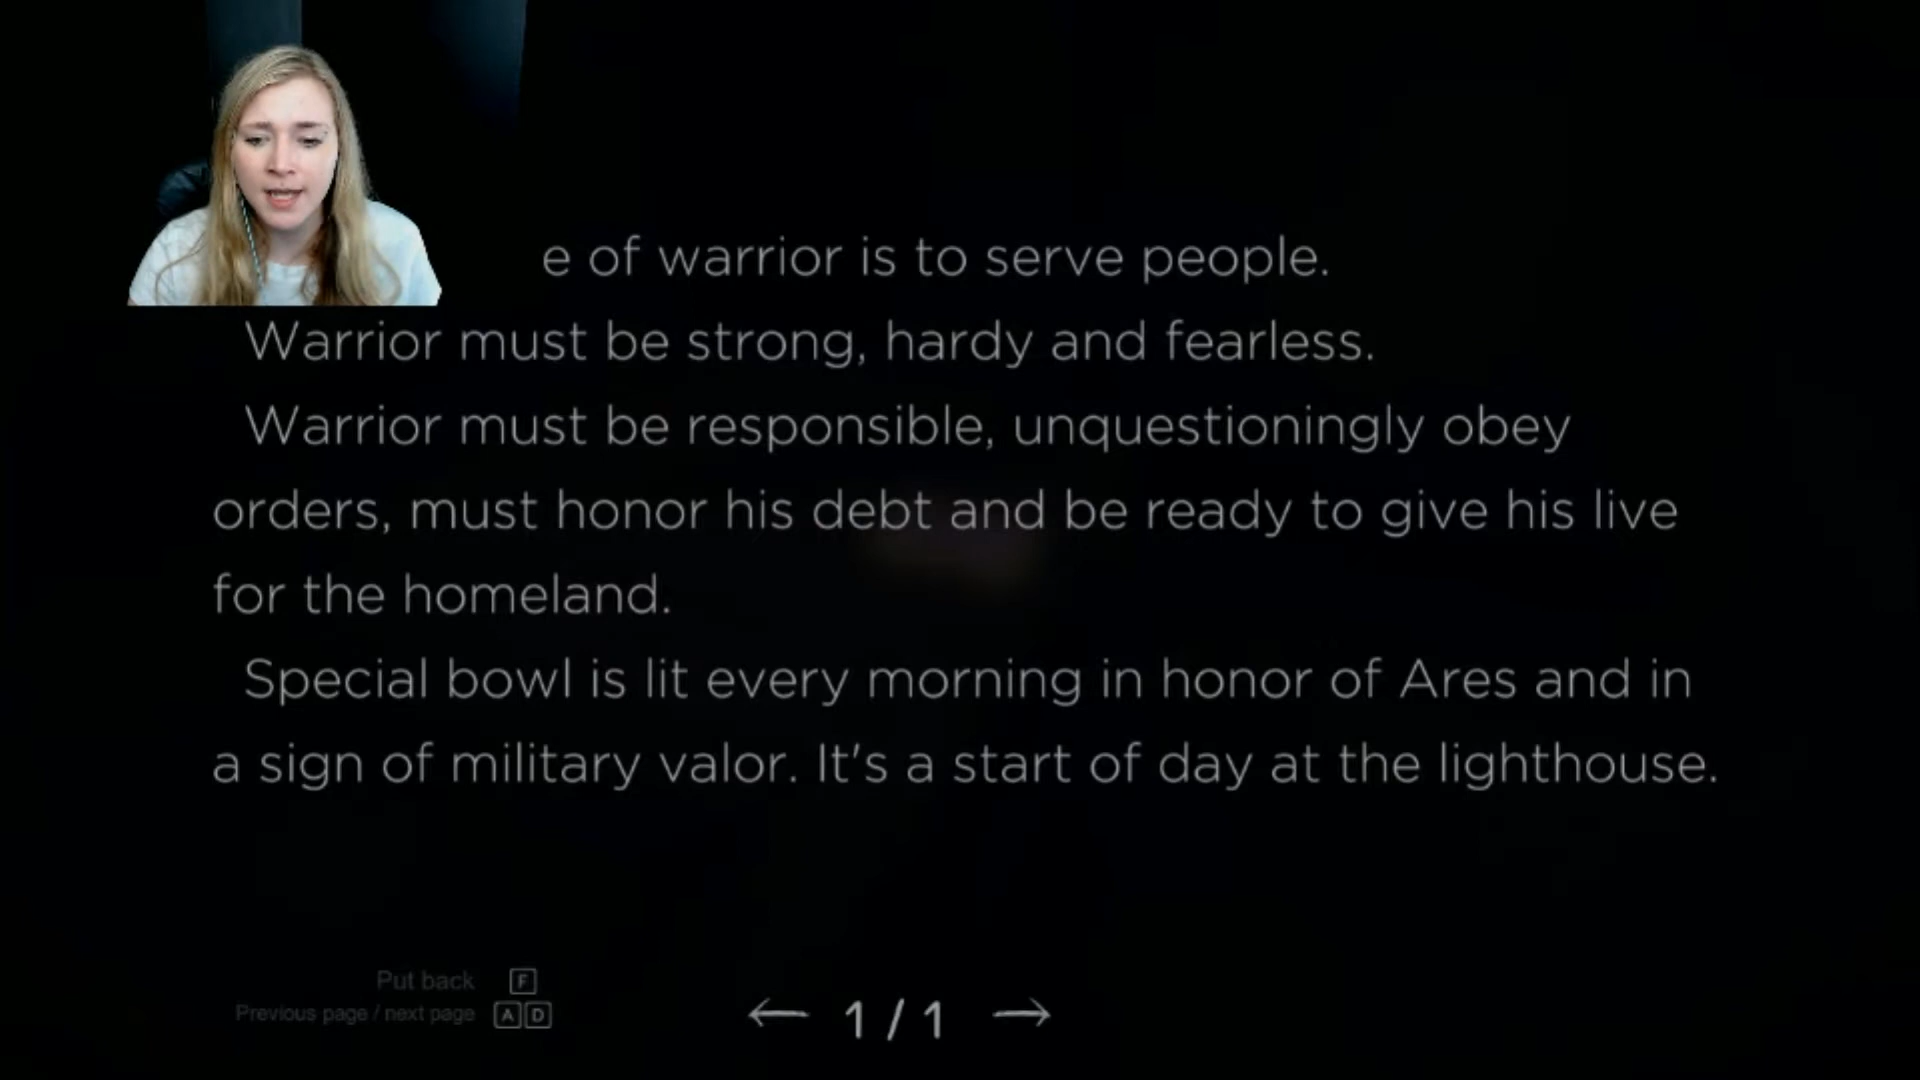 of warrior is to serve people.
Warrior must be strong, hardy and fearless.
Warrior must be responsible, unquestioningly obey
orders, must honor his debt and be ready to give his live
for the homeland.
Special bowl is lit every morning in honor of Ares and in
a sign of military valor. It's a start of day at the lighthouse.
Put back F
Previous page / next page A D
← 1 / 1 →